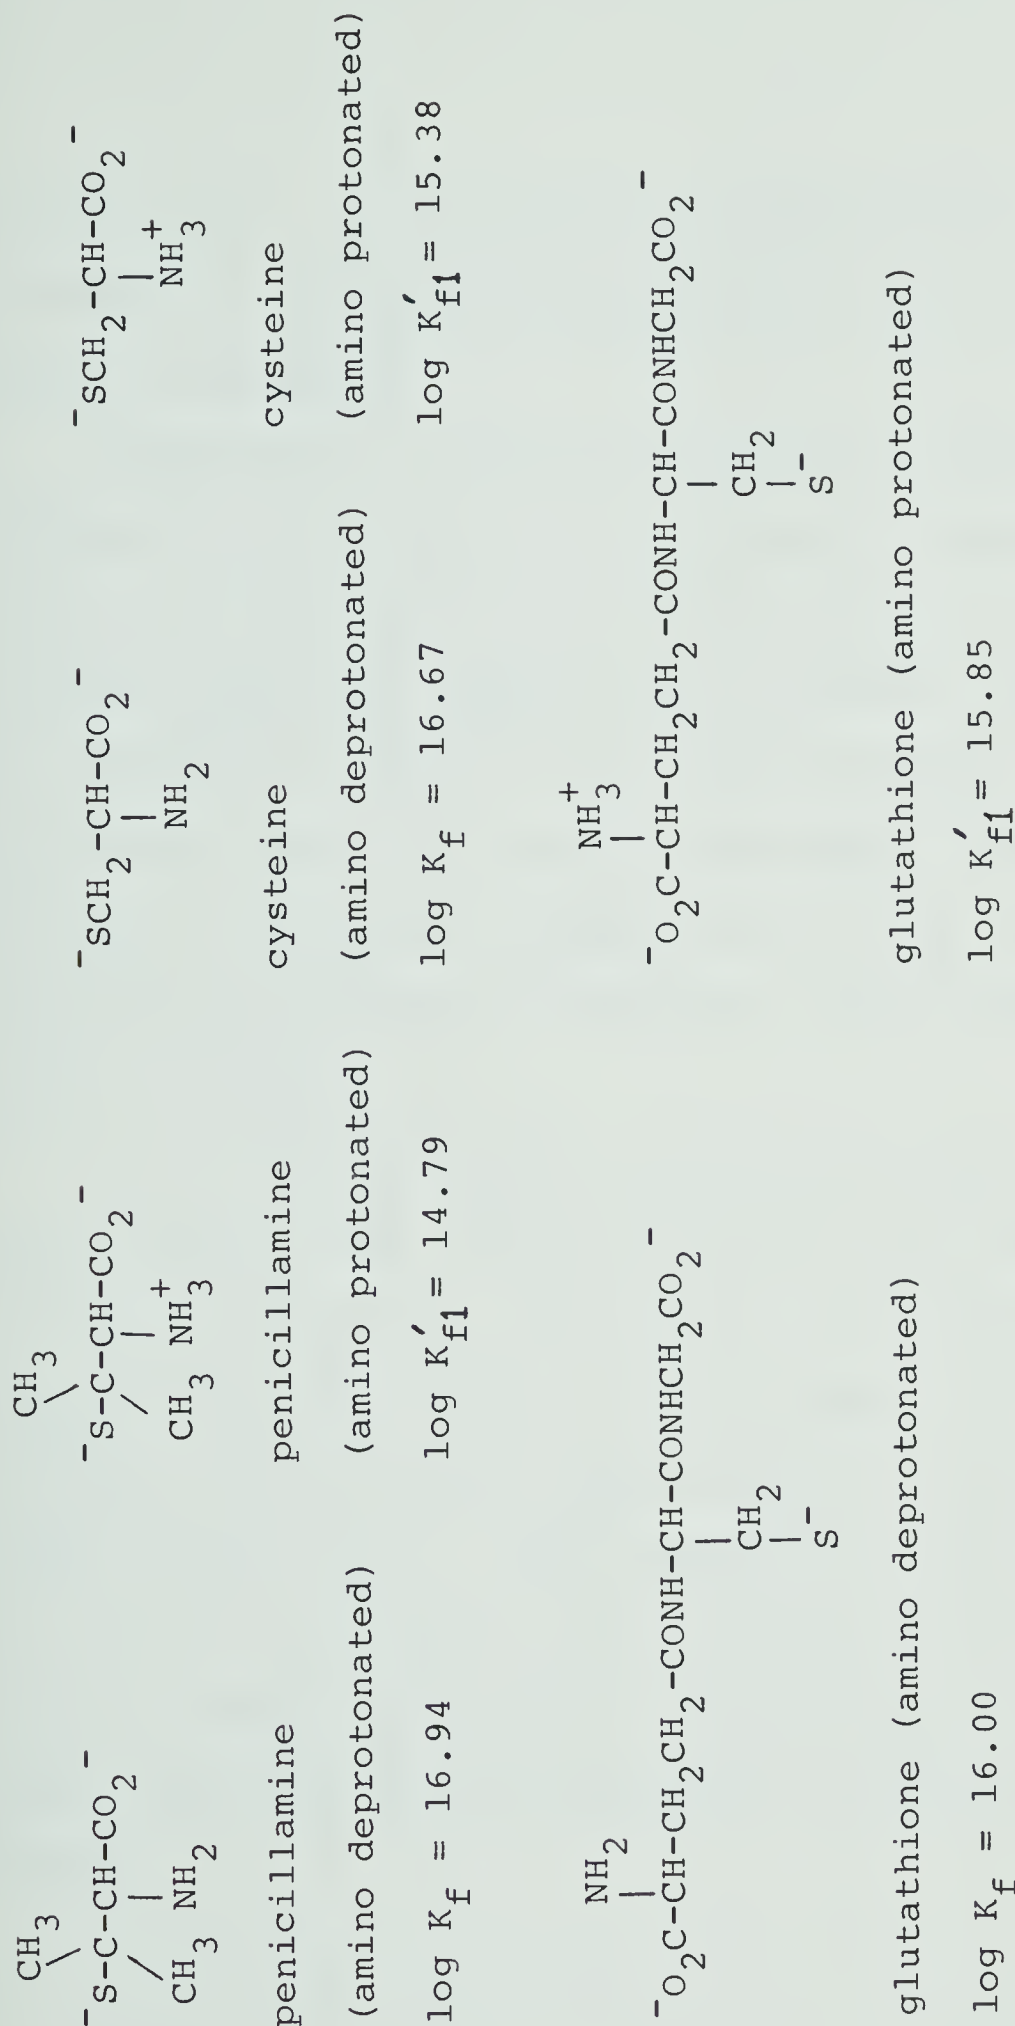 CH3
⁻S-C-CH-CO2⁻
CH3 NH2
penicillamine
(amino deprotonated)
log Kf = 16.94
CH3
⁻S-C-CH-CO2⁻
CH3 NH3⁺
penicillamine
(amino protonated)
log K′f1 = 14.79
⁻SCH2-CH-CO2⁻
NH2
cysteine
(amino deprotonated)
log Kf = 16.67
⁻SCH2-CH-CO2⁻
NH3⁺
cysteine
(amino protonated)
log K′f1 = 15.38
NH2
⁻O2C-CH-CH2CH2-CONH-CH-CONHCH2CO2⁻
CH2
S⁻
glutathione (amino deprotonated)
log Kf = 16.00
NH3⁺
⁻O2C-CH-CH2CH2-CONH-CH-CONHCH2CO2⁻
CH2
S⁻
glutathione (amino protonated)
log K′f1 = 15.85